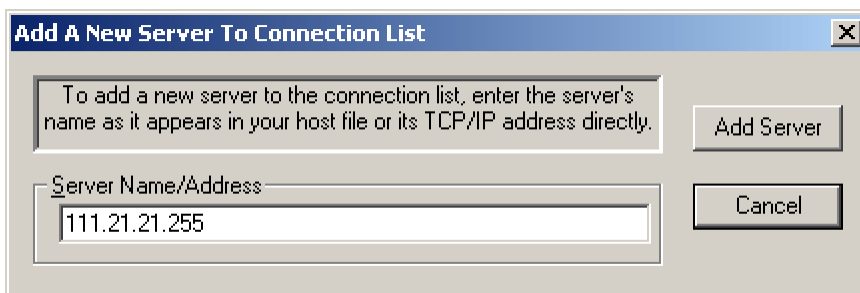 Add A New Server To Connection List
To add a new server to the connection list, enter the server's
name as it appears in your host file or its TCP/IP address directly.
Add Server
Server Name/Address
111.21.21.255
Cancel